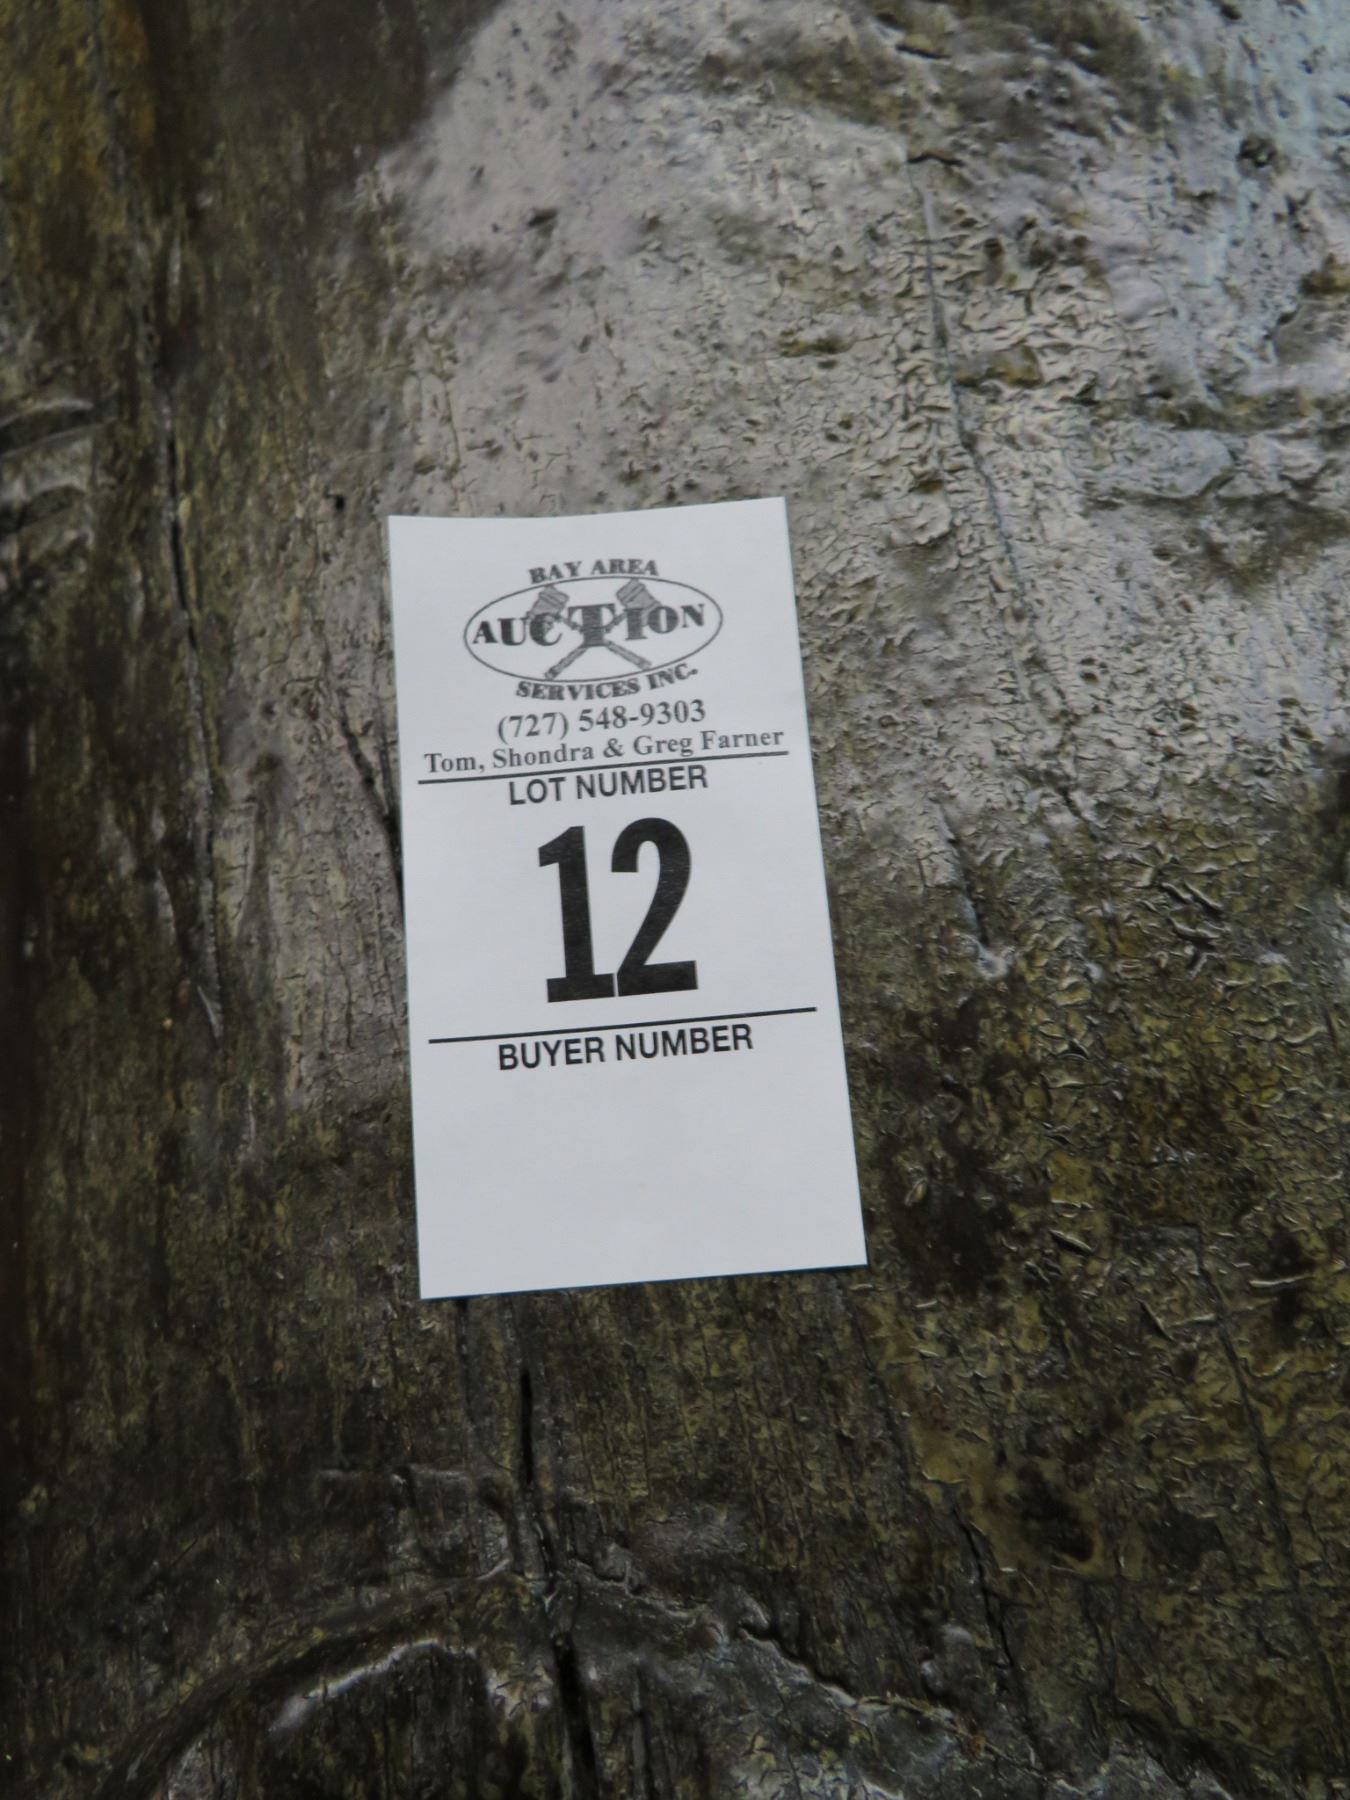 BAY AREA
AUCTION
SERVICES INC.
(727) 548-9303
Tom, Shondra & Greg Farner
LOT NUMBER
12
BUYER NUMBER